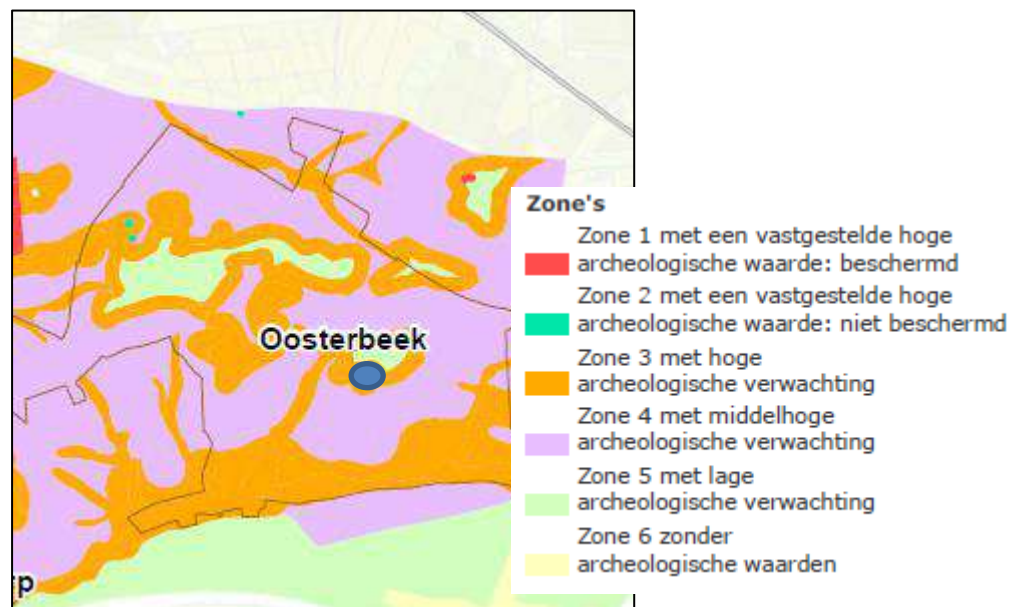 Oosterbeek
rp
Zone's
Zone 1 met een vastgestelde hoge
archeologische waarde: beschermd
Zone 2 met een vastgestelde hoge
archeologische waarde: niet beschermd
Zone 3 met hoge
archeologische verwachting
Zone 4 met middelhoge
archeologische verwachting
Zone 5 met lage
archeologische verwachting
Zone 6 zonder
archeologische waarden